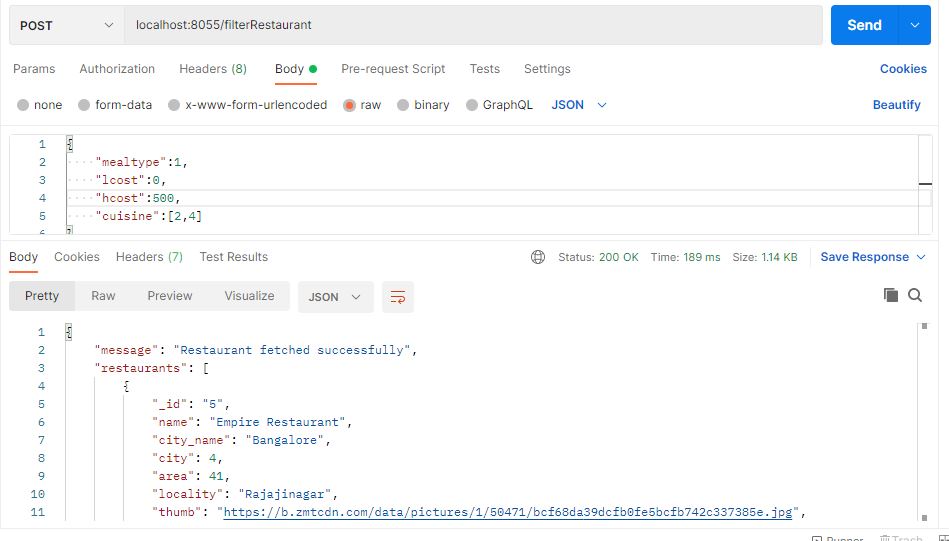 POST localhost:8055/filterRestaurant Send
Params Authorization Headers (8) Body Pre-request Script Tests Settings Cookies
none form-data x-www-form-urlencoded raw binary GraphQL JSON Beautify
1 {
2 "mealtype":1,
3 "lcost":0,
4 "hcost":500,
5 "cuisine":[2,4]
6 }
Body Cookies Headers (7) Test Results Status: 200 OK Time: 189 ms Size: 1.14 KB Save Response
Pretty Raw Preview Visualize JSON
1 {
2 "message": "Restaurant fetched successfully",
3 "restaurants": [
4 {
5 "_id": "5",
6 "name": "Empire Restaurant",
7 "city_name": "Bangalore",
8 "city": 4,
9 "area": 41,
10 "locality": "Rajajinagar",
11 "thumb": "https://b.zmtcdn.com/data/pictures/1/50471/bcf68da39dcfb0fe5bcfb742c337385e.jpg",
Runner Trash